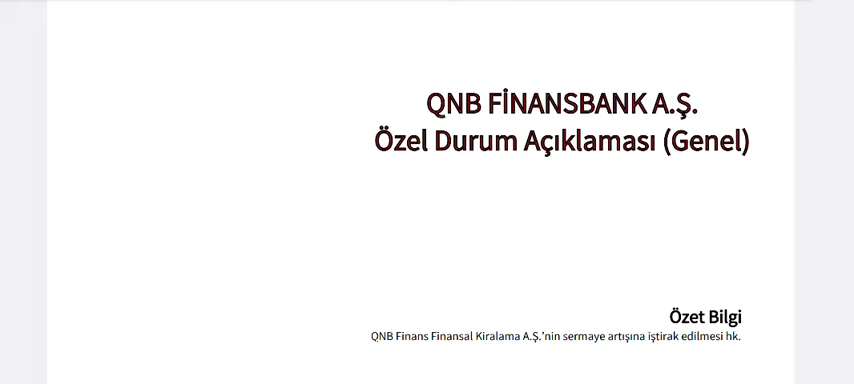 QNB FİNANSBANK A.Ş.
Özel Durum Açıklaması (Genel)
Özet Bilgi
QNB Finans Finansal Kiralama A.Ş.'nin sermaye artışına iştirak edilmesi hk.